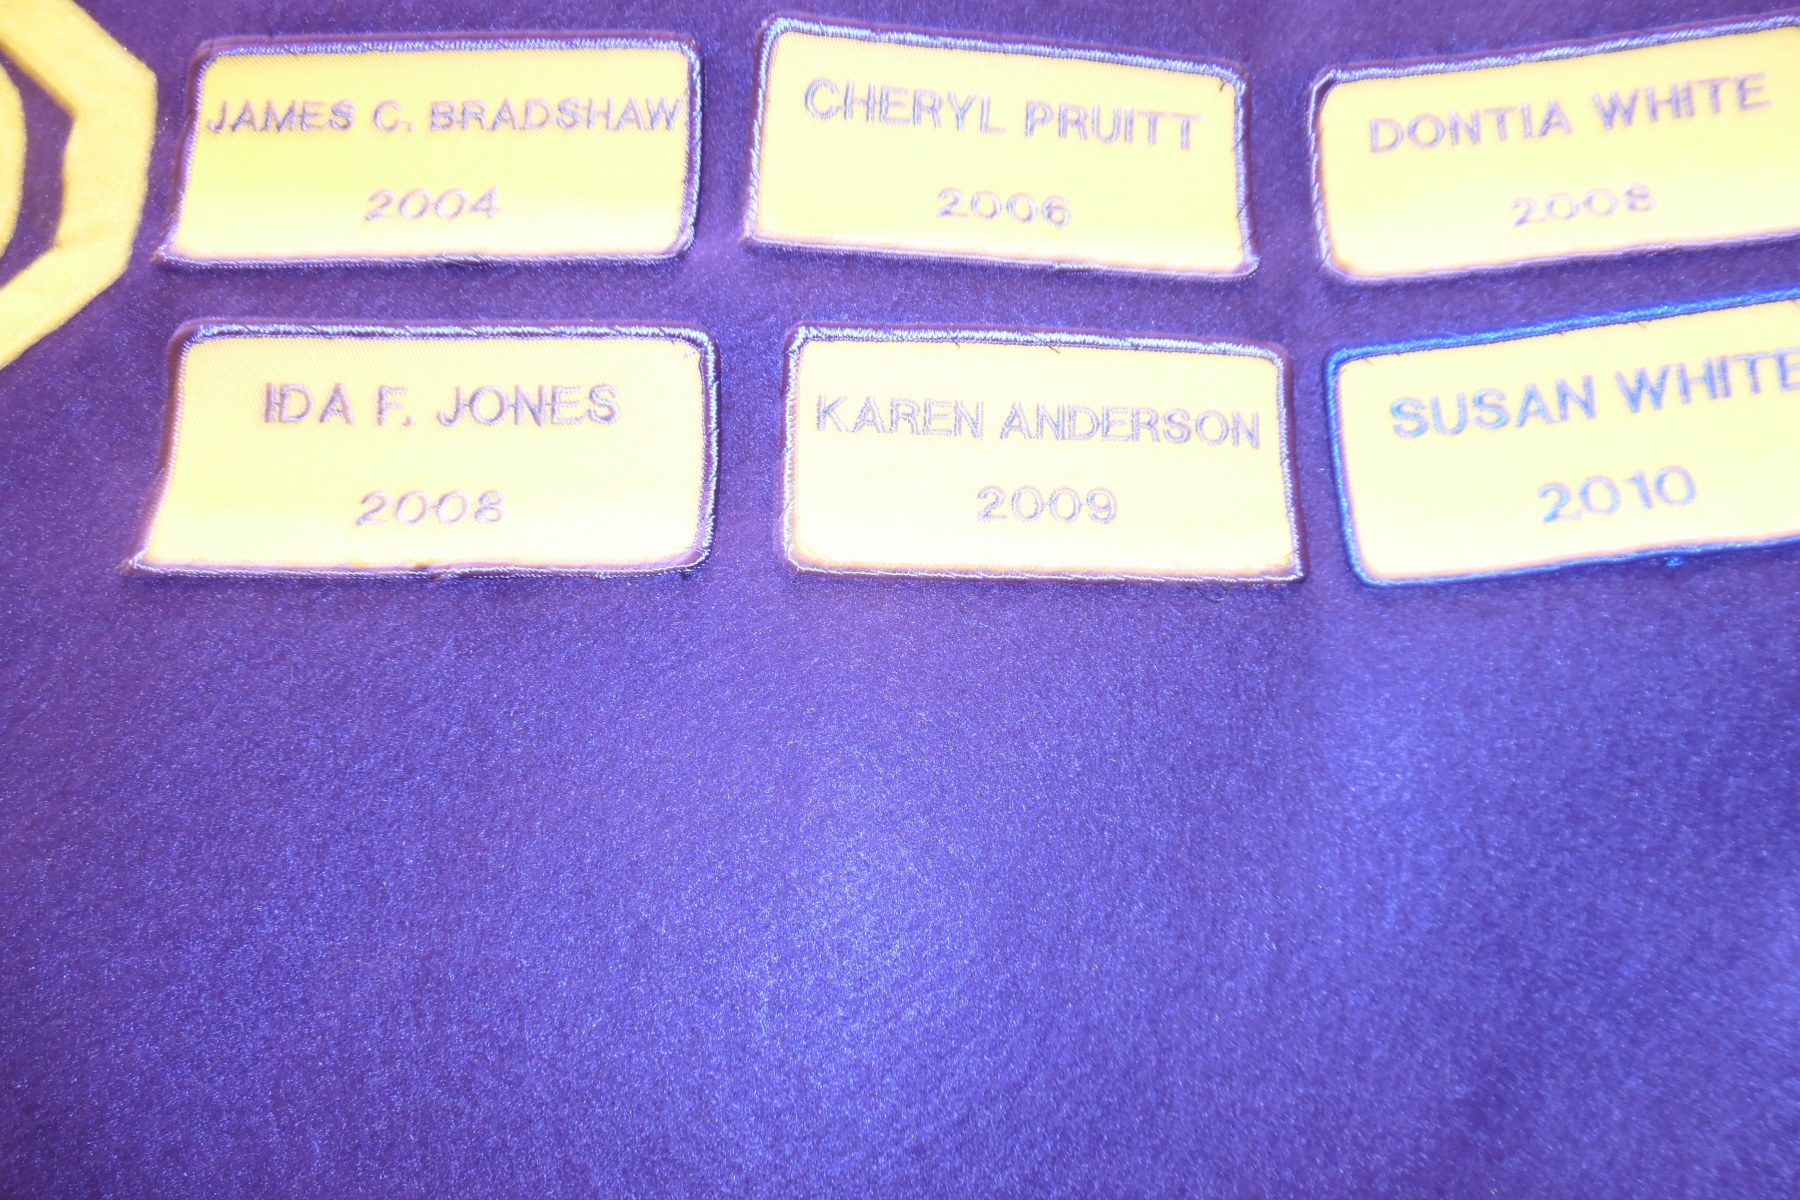 JAMES C. BRADSHAW
2004
CHERYL PRUITT
2006
DONTIA WHITE
2008
IDA F. JONES
2008
KAREN ANDERSON
2009
SUSAN WHITE
2010